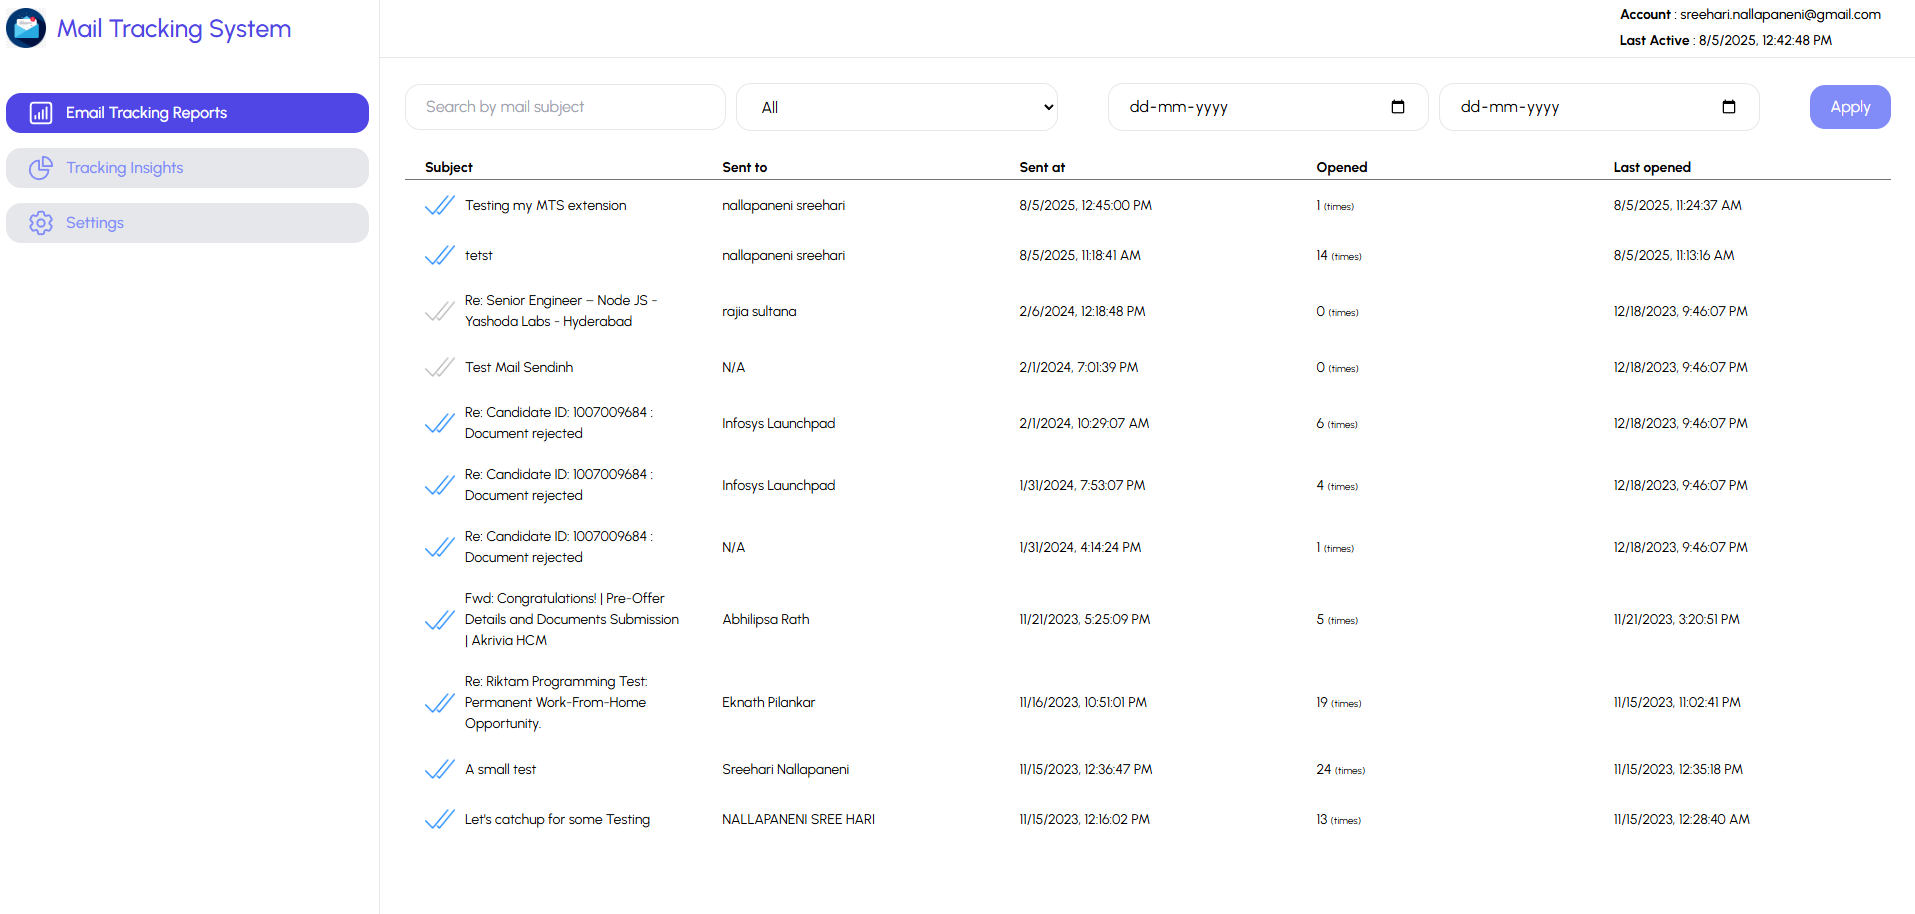 Mail Tracking System
Account : sreehari.nallapaneni@gmail.com
Last Active : 8/5/2025, 12:42:48 PM
Email Tracking Reports
Tracking Insights
Settings
Search by mail subject
All
dd-mm-yyyy
dd-mm-yyyy
Apply
Subject Sent to Sent at Opened Last opened
Testing my MTS extension nallapaneni sreehari 8/5/2025, 12:45:00 PM 1 (times) 8/5/2025, 11:24:37 AM
tetst nallapaneni sreehari 8/5/2025, 11:18:41 AM 14 (times) 8/5/2025, 11:13:16 AM
Re: Senior Engineer – Node JS -
Yashoda Labs - Hyderabad
rajia sultana 2/6/2024, 12:18:48 PM 0 (times) 12/18/2023, 9:46:07 PM
Test Mail Sendinh N/A 2/1/2024, 7:01:39 PM 0 (times) 12/18/2023, 9:46:07 PM
Re: Candidate ID: 1007009684 :
Document rejected
Infosys Launchpad 2/1/2024, 10:29:07 AM 6 (times) 12/18/2023, 9:46:07 PM
Re: Candidate ID: 1007009684 :
Document rejected
Infosys Launchpad 1/31/2024, 7:53:07 PM 4 (times) 12/18/2023, 9:46:07 PM
Re: Candidate ID: 1007009684 :
Document rejected
N/A 1/31/2024, 4:14:24 PM 1 (times) 12/18/2023, 9:46:07 PM
Fwd: Congratulations! | Pre-Offer
Details and Documents Submission
| Akrivia HCM
Abhilipsa Rath 11/21/2023, 5:25:09 PM 5 (times) 11/21/2023, 3:20:51 PM
Re: Riktam Programming Test:
Permanent Work-From-Home
Opportunity.
Eknath Pilankar 11/16/2023, 10:51:01 PM 19 (times) 11/15/2023, 11:02:41 PM
A small test Sreehari Nallapaneni 11/15/2023, 12:36:47 PM 24 (times) 11/15/2023, 12:35:18 PM
Let's catchup for some Testing NALLAPANENI SREE HARI 11/15/2023, 12:16:02 PM 13 (times) 11/15/2023, 12:28:40 AM